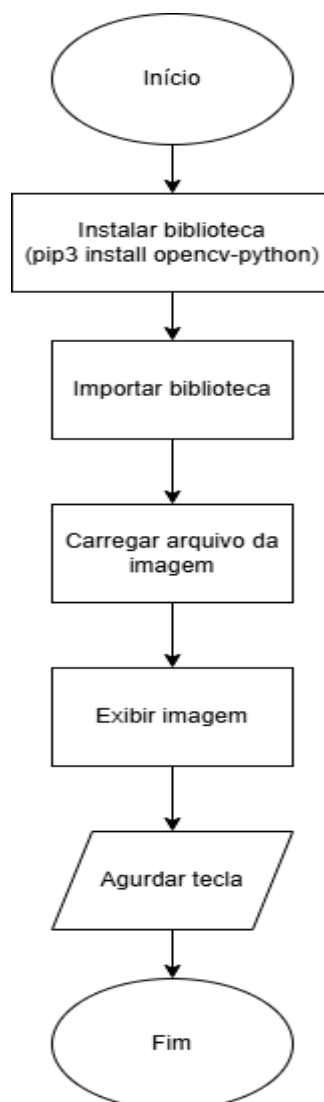 Início
Instalar biblioteca
(pip3 install opencv-python)
Importar biblioteca
Carregar arquivo da
imagem
Exibir imagem
Agurdar tecla
Fim